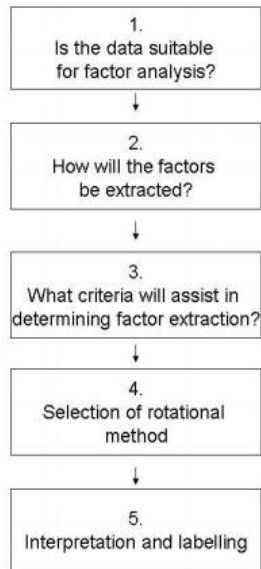 1.
Is the data suitable
for factor analysis?
2.
How will the factors
be extracted?
3.
What criteria will assist in
determining factor extraction?
4.
Selection of rotational
method
5.
Interpretation and labelling